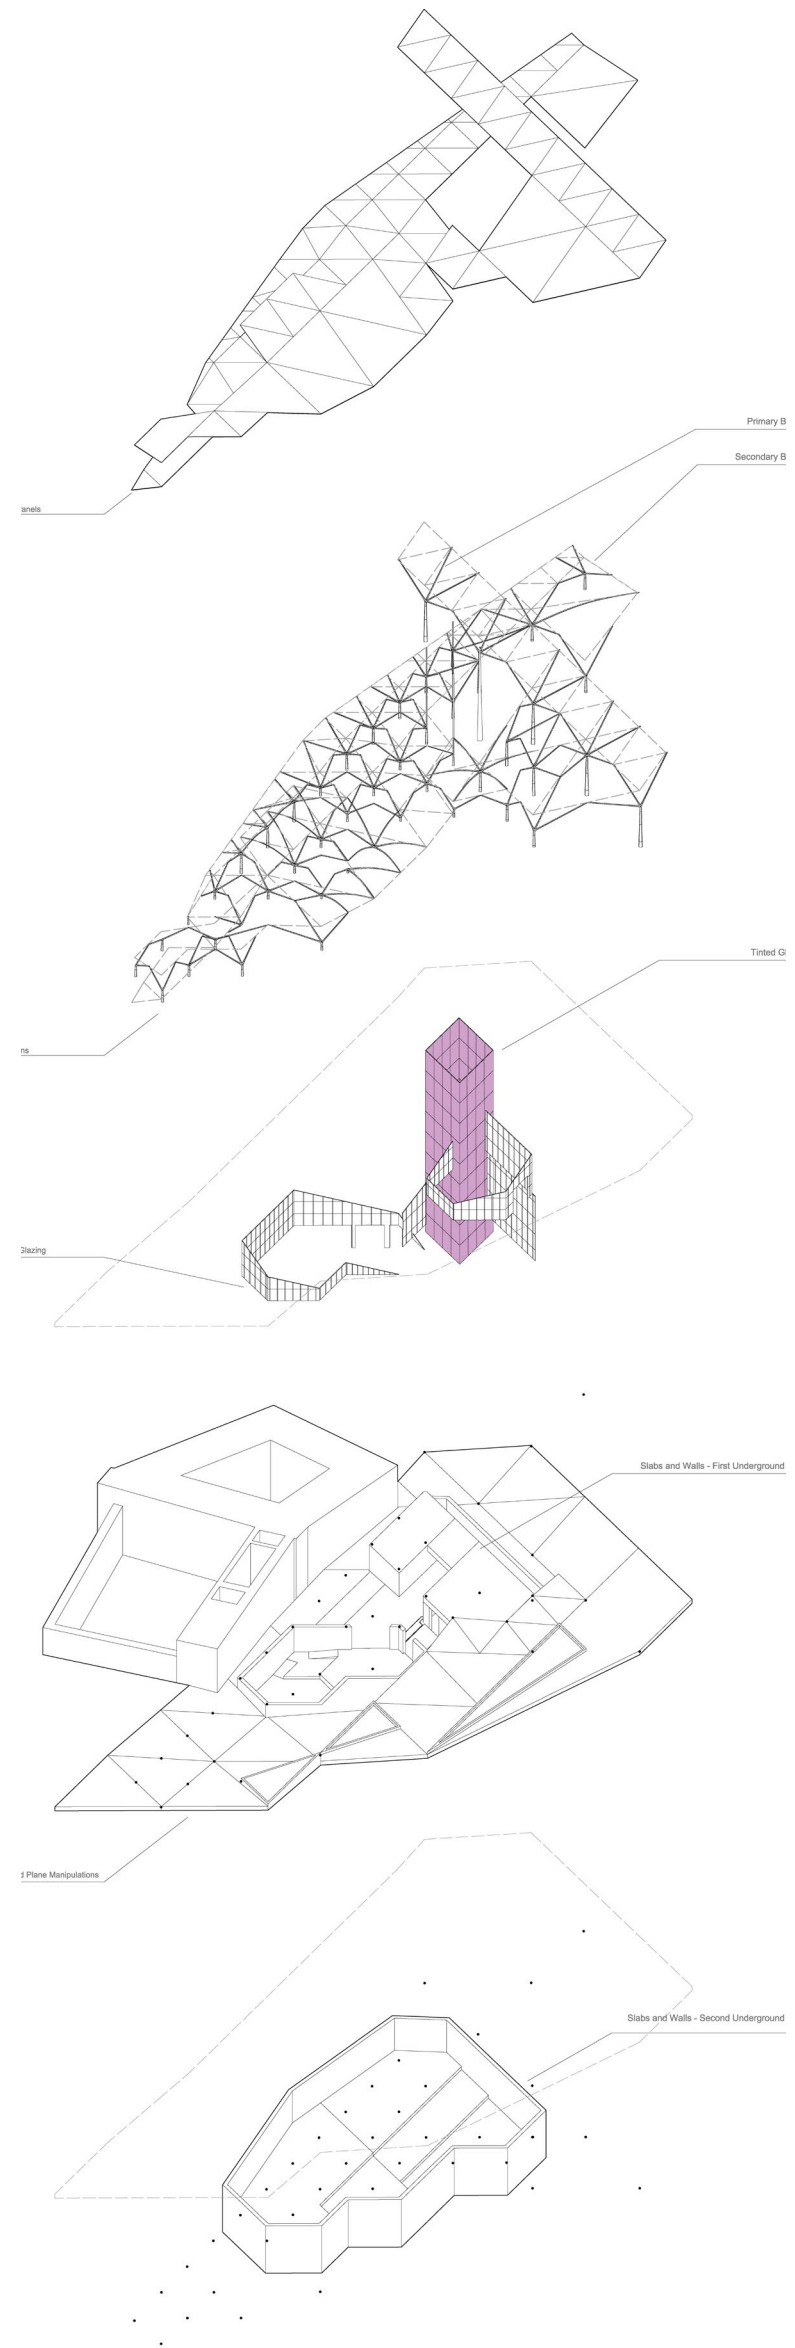 Primary B
Secondary B
anels
Tinted Gl
ns
Glazing
Slabs and Walls - First Underground
d Plane Manipulations
Slabs and Walls - Second Underground